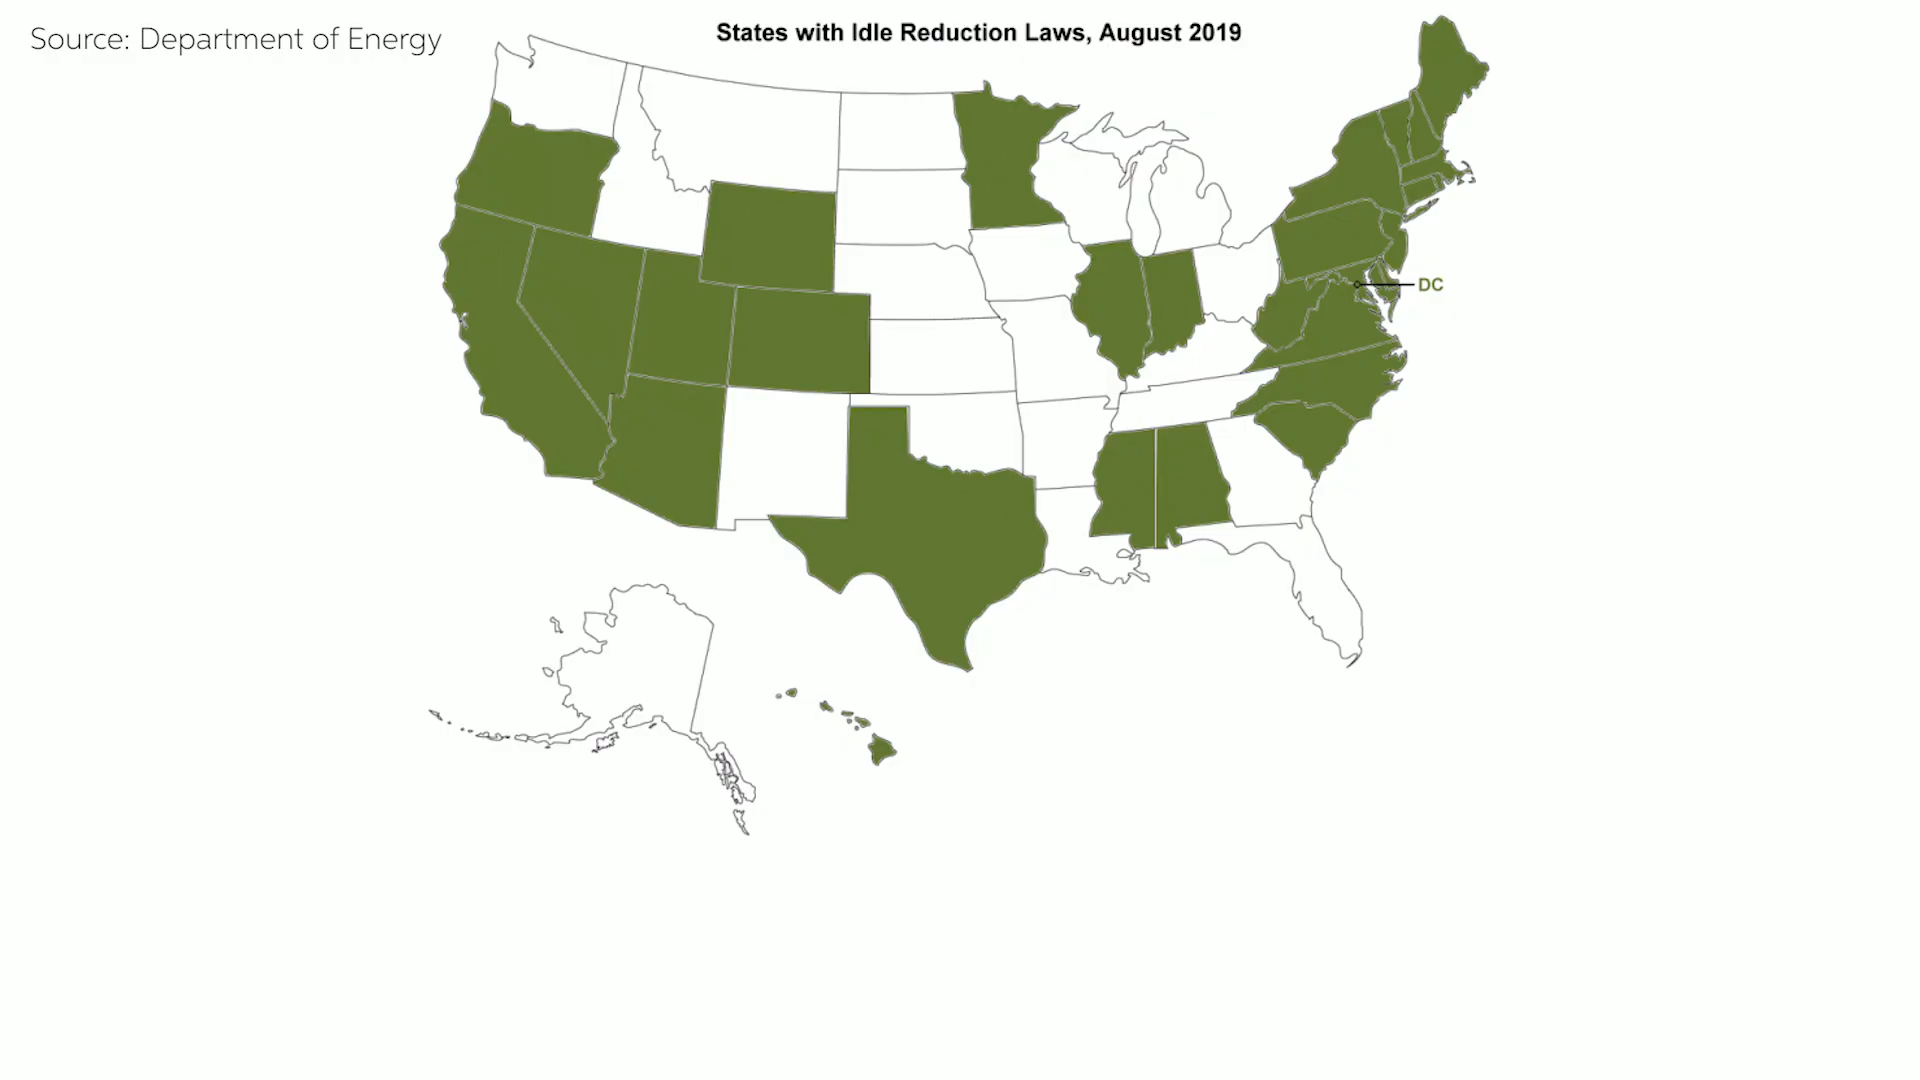 Source: Department of Energy
States with Idle Reduction Laws, August 2019
DC